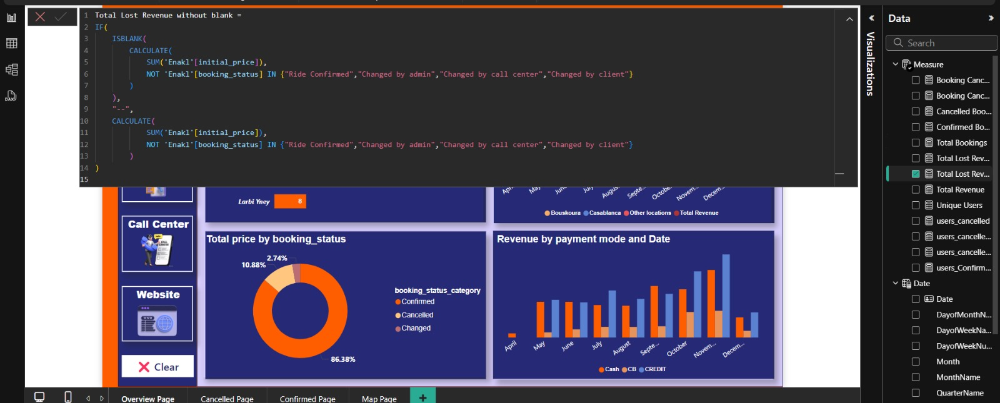 1 Total Lost Revenue without blank =
2 IF(
3 ISBLANK(
4 CALCULATE(
5 SUM('Enakl'[initial_price]),
6 NOT 'Enakl'[booking_status] IN {"Ride Confirmed","Changed by admin","Changed by call center","Changed by client"}
7 )
8 ),
9 "--",
10 CALCULATE(
11 SUM('Enakl'[initial_price]),
12 NOT 'Enakl'[booking_status] IN {"Ride Confirmed","Changed by admin","Changed by call center","Changed by client"}
13 )
14 )
15
Larbi Yney 8
April May June July August Septe... October Novem... Decem...
Bouskoura Casablanca Other locations Total Revenue
Call Center
Website
Clear
Total price by booking_status
2.74%
10.88%
86.38%
booking_status_category
Confirmed
Cancelled
Changed
Revenue by payment mode and Date
April May June July August Septe... October Novem... Decem...
Cash CB CREDIT
Overview Page Cancelled Page Confirmed Page Map Page +
Visualizations
Data
Search
Measure
Booking Canc...
Booking Canc...
Cancelled Boo...
Confirmed Bo...
Total Bookings
Total Lost Rev...
Total Lost Rev...
Total Revenue
Unique Users
users_cancelled
users_cancelle...
users_cancelle...
users_Confirm...
Date
Date
DayofMonthN...
DayofWeekNa...
DayofWeekNu...
Month
MonthName
QuarterName